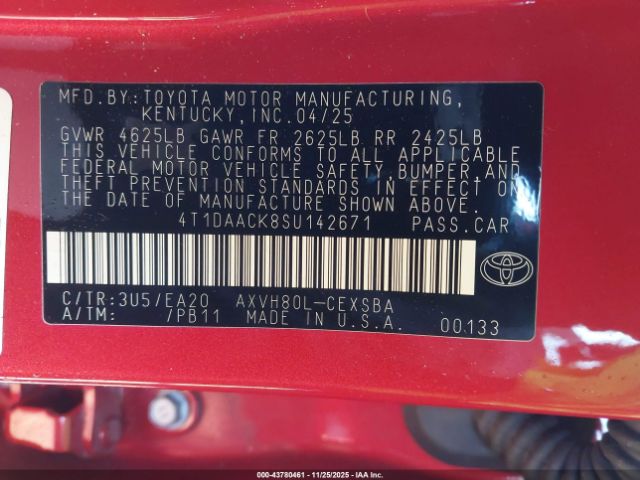 MFD.BY:TOYOTA MOTOR MANUFACTURING,
KENTUCKY,INC.04/25
GVWR 4625LB GAWR FR 2625LB RR 2425LB
THIS VEHICLE CONFORMS TO ALL APPLICABLE
FEDERAL MOTOR VEHICLE SAFETY,BUMPER,AND
THEFT PREVENTION STANDARDS IN EFFECT ON
THE DATE OF MANUFACTURE SHOWN ABOVE.
4T1DAACK8SU142671 PASS.CAR
C/TR:3U5/EA20 AXVH80L-CEXSBA
A/TM: /PB11 MADE IN U.S.A. 00133
000-43780461 - 11/25/2025 - IAA Inc.